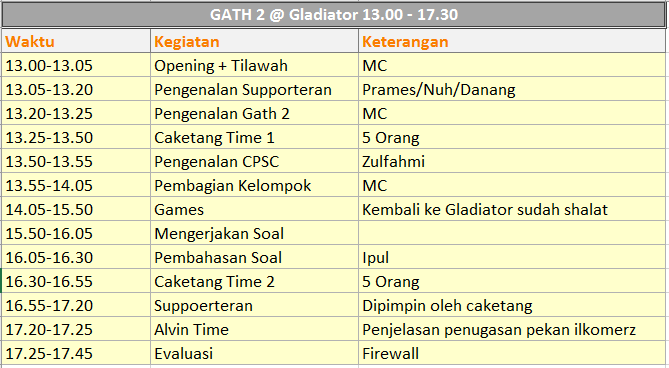 GATH 2 @ Gladiator 13.00 - 17.30
Waktu Kegiatan Keterangan
13.00-13.05 Opening + Tilawah MC
13.05-13.20 Pengenalan Supporteran Prames/Nuh/Danang
13.20-13.25 Pengenalan Gath 2 MC
13.25-13.50 Caketang Time 1 5 Orang
13.50-13.55 Pengenalan CPSC Zulfahmi
13.55-14.05 Pembagian Kelompok MC
14.05-15.50 Games Kembali ke Gladiator sudah shalat
15.50-16.05 Mengerjakan Soal
16.05-16.30 Pembahasan Soal Ipul
16.30-16.55 Caketang Time 2 5 Orang
16.55-17.20 Suppoerteran Dipimpin oleh caketang
17.20-17.25 Alvin Time Penjelasan penugasan pekan ilkomerz
17.25-17.45 Evaluasi Firewall